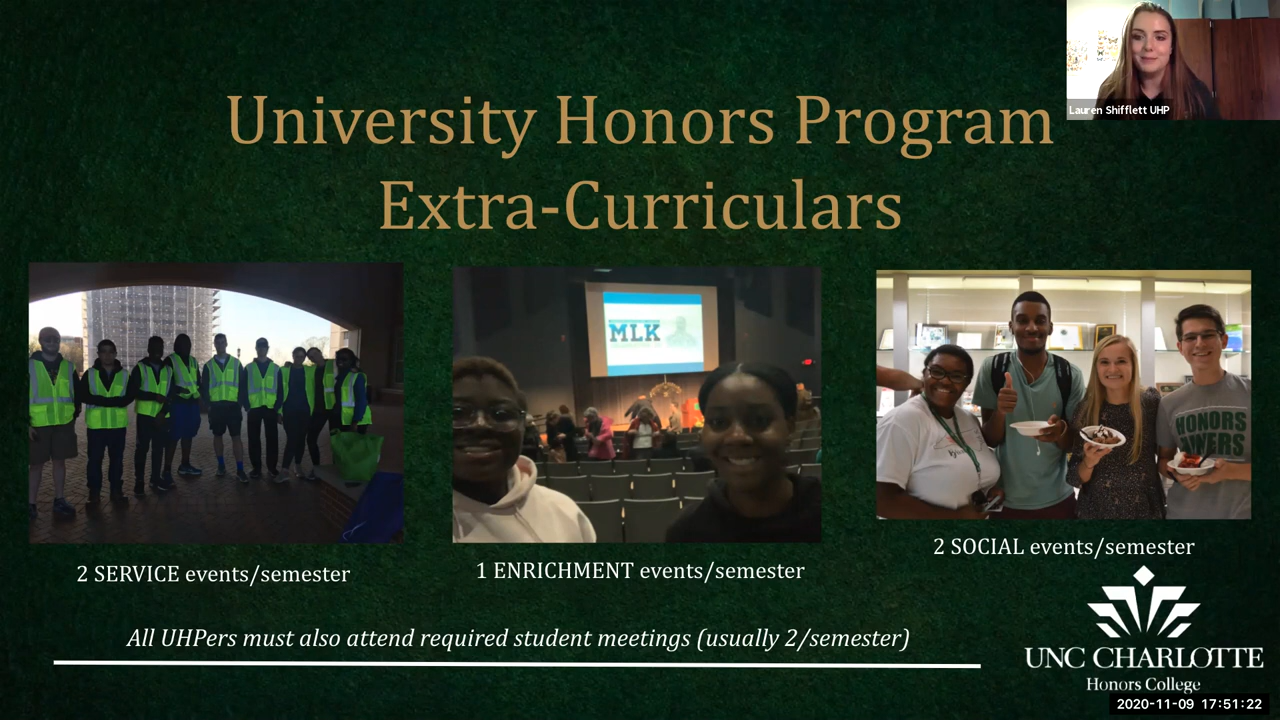 Lauren Shifflett UHP
University Honors Program
Extra-Curriculars
MLK
HONORS
2 SERVICE events/semester
1 ENRICHMENT events/semester
2 SOCIAL events/semester
All UHPers must also attend required student meetings (usually 2/semester)
UNC CHARLOTTE
Honors College
2020-11-09 17:51:22